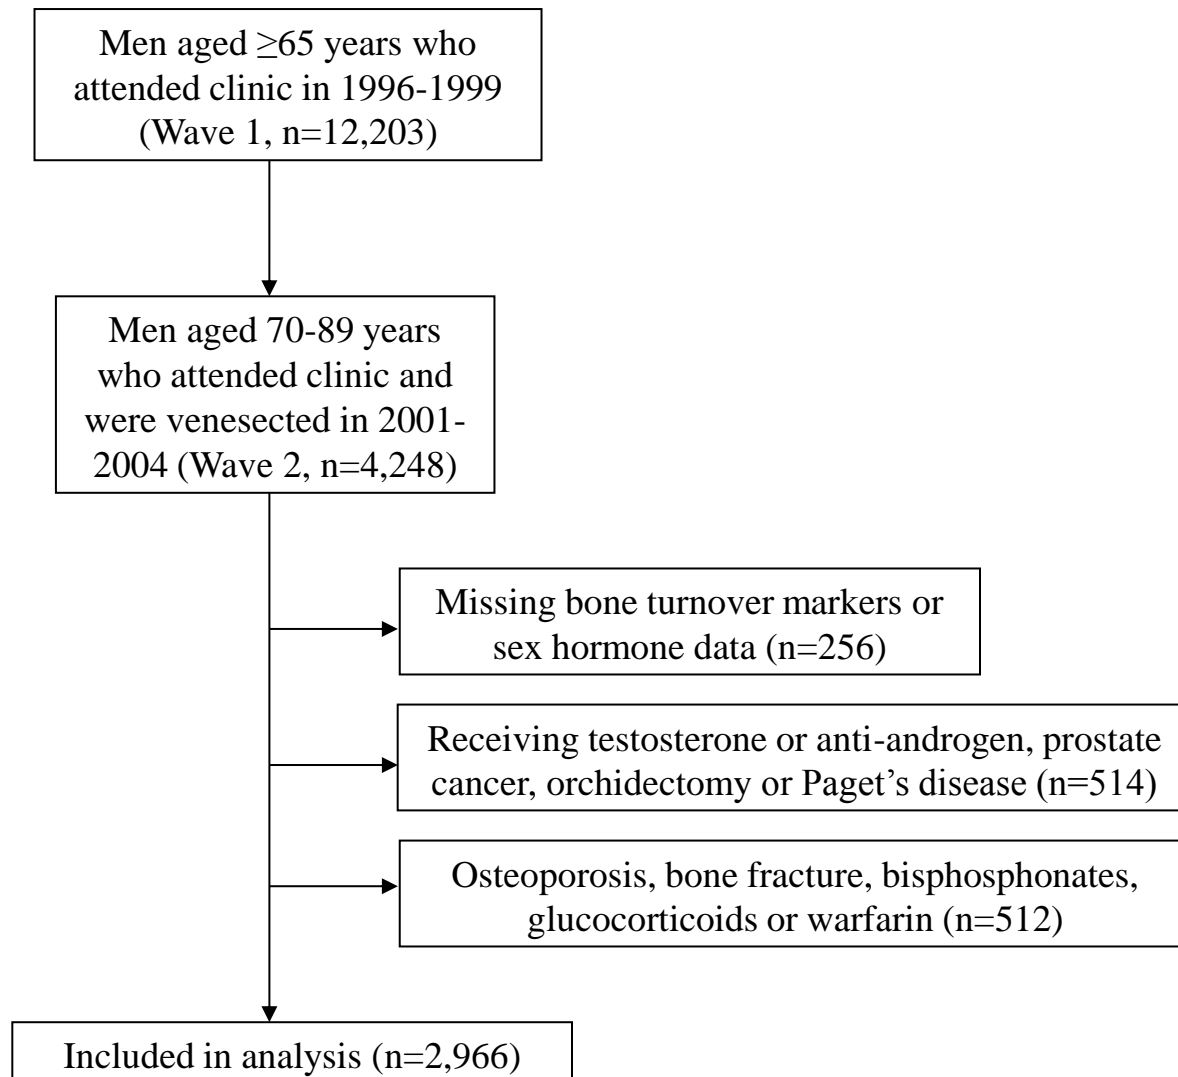 Men aged ≥65 years who
attended clinic in 1996-1999
(Wave 1, n=12,203)
Men aged 70-89 years
who attended clinic and
were venesected in 2001-
2004 (Wave 2, n=4,248)
Missing bone turnover markers or
sex hormone data (n=256)
Receiving testosterone or anti-androgen, prostate
cancer, orchidectomy or Paget’s disease (n=514)
Osteoporosis, bone fracture, bisphosphonates,
glucocorticoids or warfarin (n=512)
Included in analysis (n=2,966)